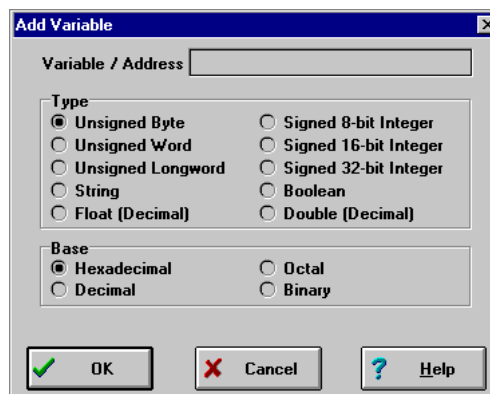 Add Variable
Variable / Address
Type
Unsigned Byte
Signed 8-bit Integer
Unsigned Word
Signed 16-bit Integer
Unsigned Longword
Signed 32-bit Integer
String
Boolean
Float (Decimal)
Double (Decimal)
Base
Hexadecimal
Octal
Decimal
Binary
OK
Cancel
? Help